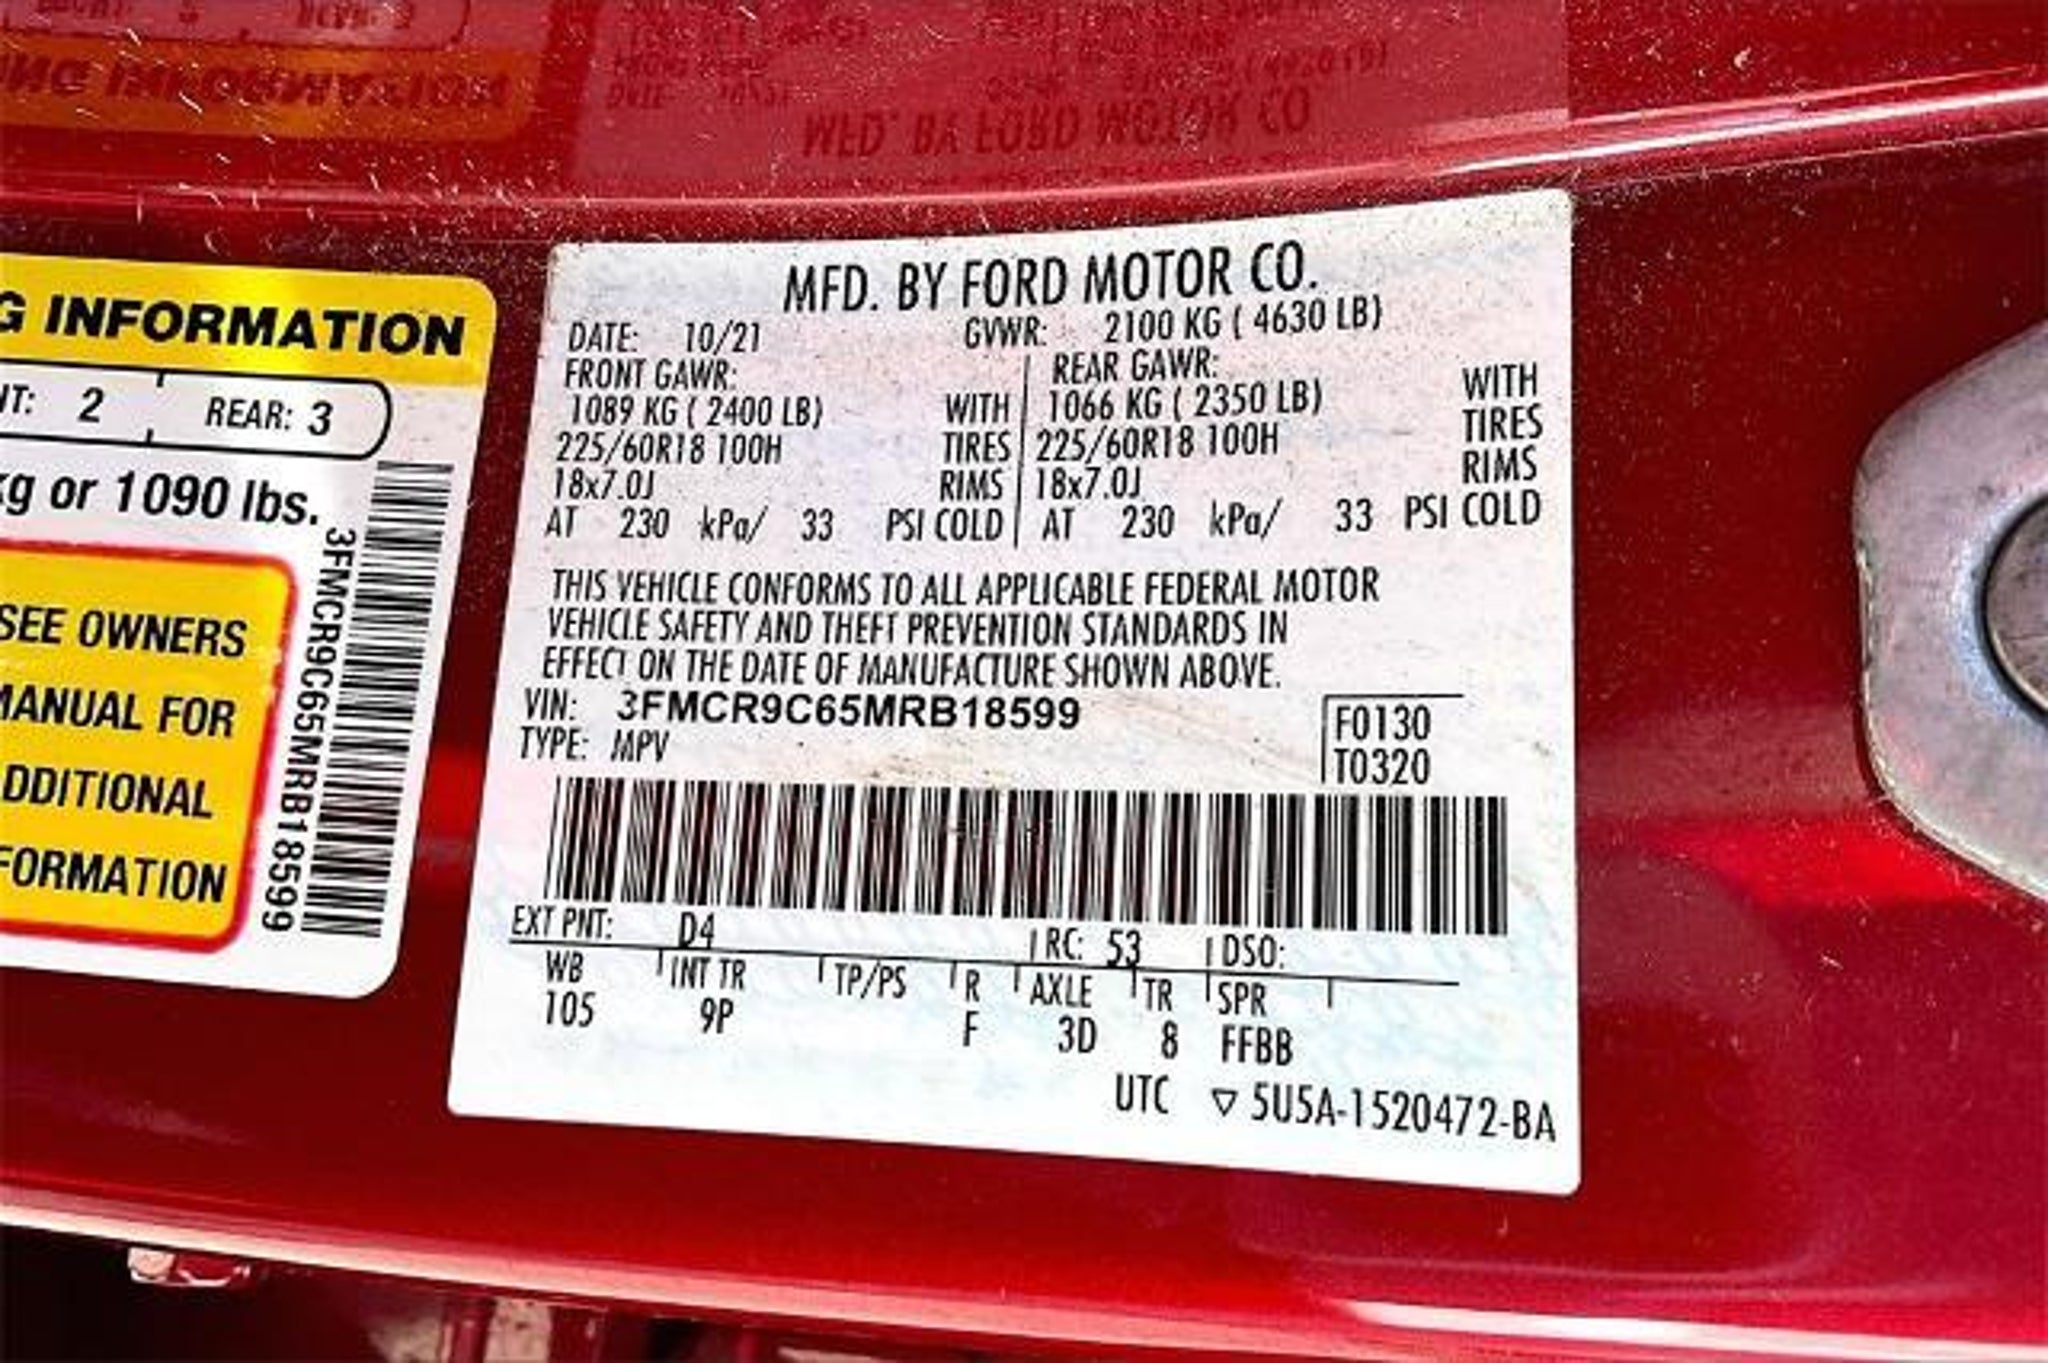 G INFORMATION
NT: 2 REAR: 3
kg or 1090 lbs.
SEE OWNERS
MANUAL FOR
DDITIONAL
FORMATION
3FMCR9C65MRB18599
MFD. BY FORD MOTOR CO.
DATE: 10/21 GVWR: 2100 KG ( 4630 LB)
FRONT GAWR: REAR GAWR:
1089 KG ( 2400 LB) WITH 1066 KG ( 2350 LB) WITH
225/60R18 100H TIRES 225/60R18 100H TIRES
18x7.0J RIMS 18x7.0J RIMS
AT 230 kPa/ 33 PSI COLD AT 230 kPa/ 33 PSI COLD
THIS VEHICLE CONFORMS TO ALL APPLICABLE FEDERAL MOTOR
VEHICLE SAFETY AND THEFT PREVENTION STANDARDS IN
EFFECT ON THE DATE OF MANUFACTURE SHOWN ABOVE.
VIN: 3FMCR9C65MRB18599 F0130
TYPE: MPV T0320
EXT PNT: D4 RC: 53 DSO:
WB INT TR TP/PS R AXLE TR SPR
105 9P F 3D 8 FFBB
UTC ▽ 5U5A-1520472-BA